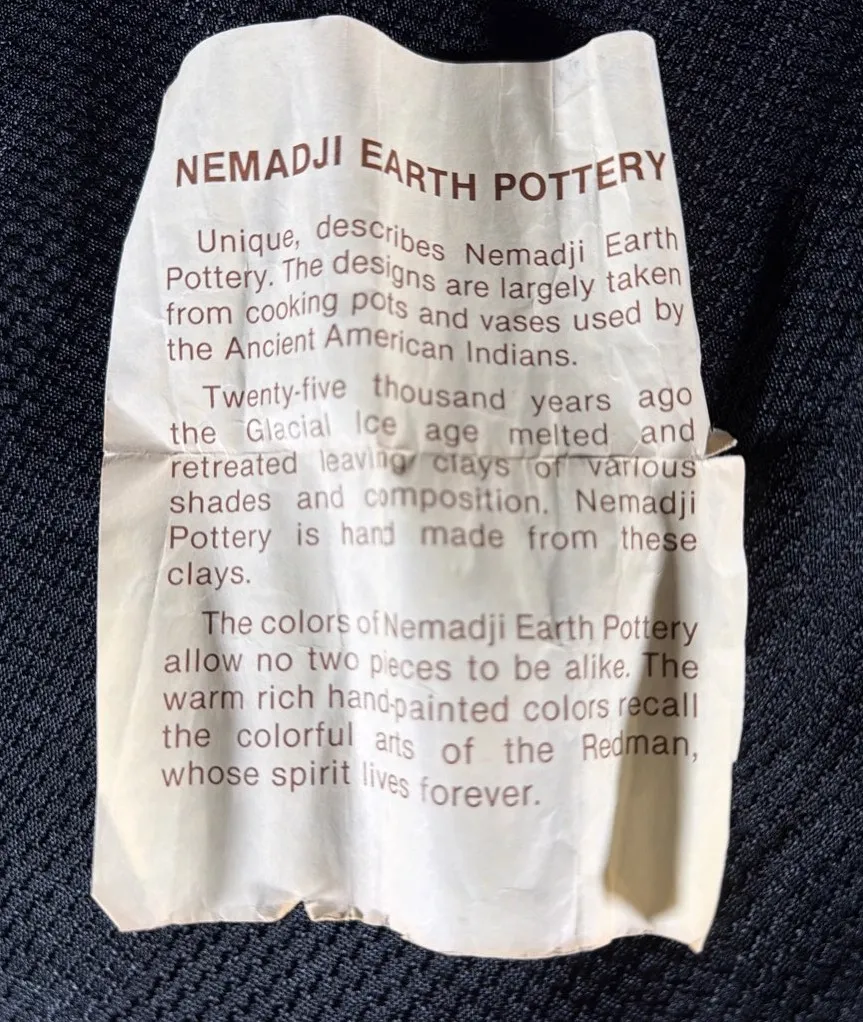 NEMADJI EARTH POTTERY
Unique, describes Nemadji Earth
Pottery. The designs are largely taken
from cooking pots and vases used by
the Ancient American Indians.
Twenty-five thousand years ago
the Glacial Ice age melted and
retreated leaving clays of various
shades and composition. Nemadji
Pottery is hand made from these
clays.
The colors of Nemadji Earth Pottery
allow no two pieces to be alike. The
warm rich hand-painted colors recall
the colorful arts of the Redman,
whose spirit lives forever.